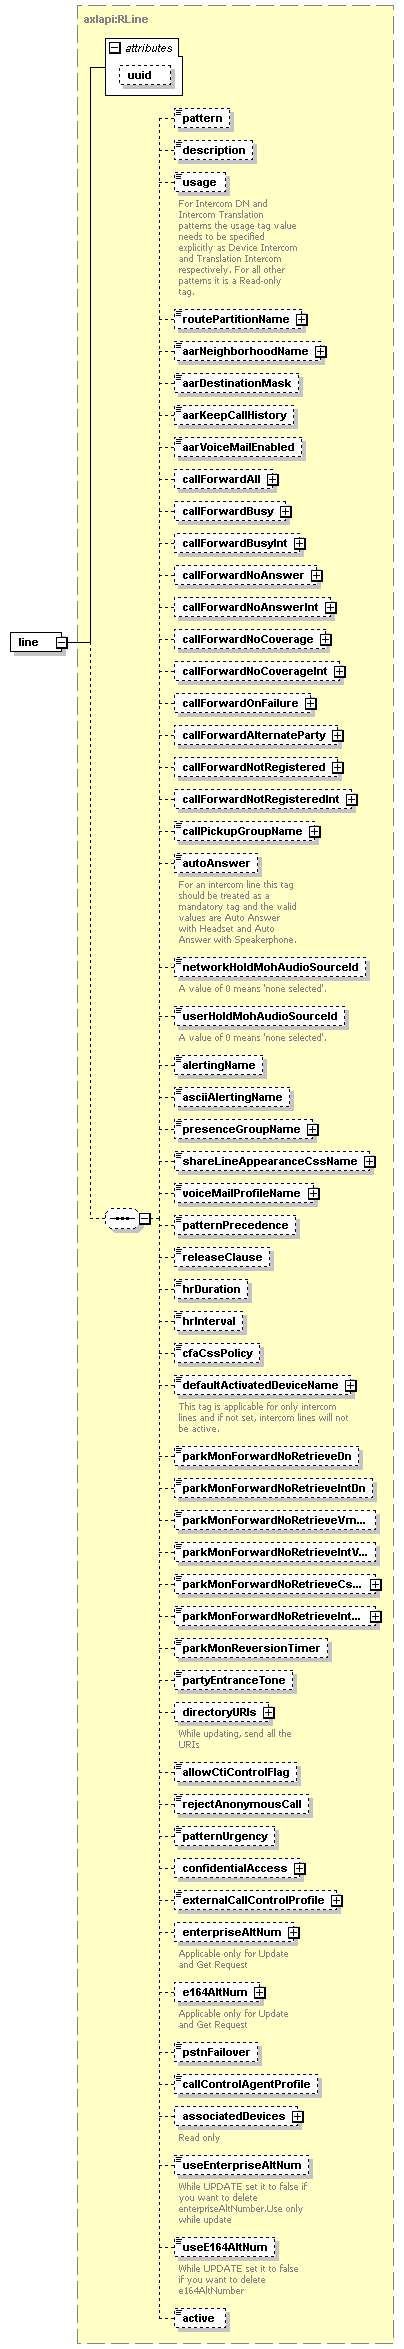 axlapi:RLine
attributes
uuid
pattern
description
usage
For Intercom DN and
Intercom Translation
patterns the usage tag value
needs to be specified
explicitly as Device Intercom
and Translation Intercom
respectively. For all other
patterns it is a Read-only
tag.
routePartitionName
aarNeighborhoodName
aarDestinationMask
aarKeepCallHistory
aarVoiceMailEnabled
callForwardAll
callForwardBusy
callForwardBusyInt
callForwardNoAnswer
callForwardNoAnswerInt
callForwardNoCoverage
line
callForwardNoCoverageInt
callForwardOnFailure
callForwardAlternateParty
callForwardNotRegistered
callForwardNotRegisteredInt
callPickupGroupName
autoAnswer
For an intercom line this tag
should be treated as a
mandatory tag and the valid
values are Auto Answer
with Headset and Auto
Answer with Speakerphone.
networkHoldMohAudioSourceId
A value of 0 means 'none selected'.
userHoldMohAudioSourceId
A value of 0 means 'none selected'.
alertingName
asciiAlertingName
presenceGroupName
shareLineAppearanceCssName
voiceMailProfileName
patternPrecedence
releaseClause
hrDuration
hrInterval
cfaCssPolicy
defaultActivatedDeviceName
This tag is applicable for only intercom
lines and if not set, intercom lines will not
be active.
parkMonForwardNoRetrieveDn
parkMonForwardNoRetrieveIntDn
parkMonForwardNoRetrieveVm...
parkMonForwardNoRetrieveIntV...
parkMonForwardNoRetrieveCs...
parkMonForwardNoRetrieveInt...
parkMonReversionTimer
partyEntranceTone
directoryURIs
While updating, send all the
URIs
allowCtiControlFlag
rejectAnonymousCall
patternUrgency
confidentialAccess
externalCallControlProfile
enterpriseAltNum
Applicable only for Update
and Get Request
e164AltNum
Applicable only for Update
and Get Request
pstnFailover
callControlAgentProfile
associatedDevices
Read only
useEnterpriseAltNum
While UPDATE set it to false if
you want to delete
enterpriseAltNumber.Use only
while update
useE164AltNum
While UPDATE set it to false
if you want to delete
e164AltNumber
active